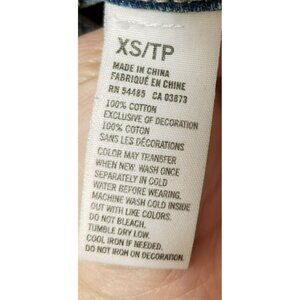 XS/TP
MADE IN CHINA
FABRIQUÉ EN CHINE
RN 54485 CA 03873
100% COTTON
EXCLUSIVE OF DECORATION
100% COTON
SANS LES DÉCORATIONS
COLOR MAY TRANSFER
WHEN NEW. WASH ONCE
SEPARATELY IN COLD
WATER BEFORE WEARING.
MACHINE WASH COLD INSIDE
OUT WITH LIKE COLORS.
DO NOT BLEACH.
TUMBLE DRY LOW.
COOL IRON IF NEEDED.
DO NOT IRON ON DECORATION.